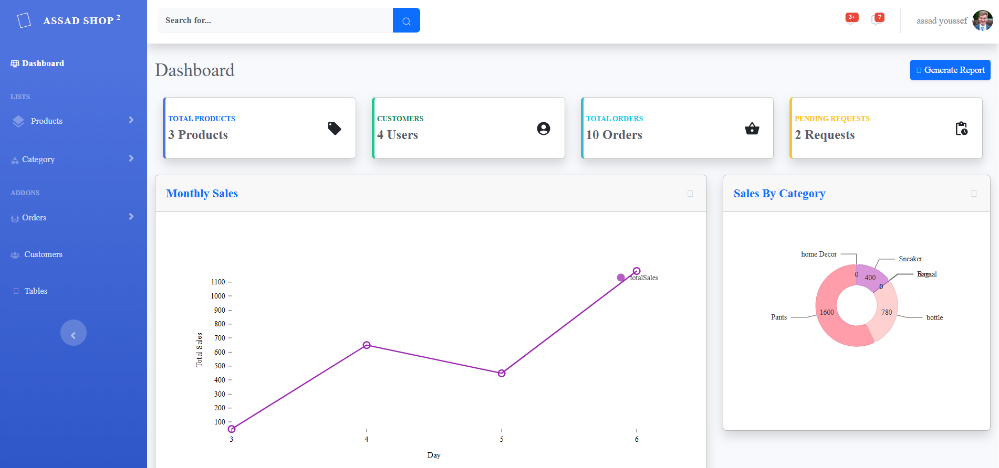 ASSAD SHOP 2
Search for...
3+
7
assad youssef
Dashboard
LISTS
Products
Category
ADDONS
Orders
Customers
Tables
Dashboard
Generate Report
TOTAL PRODUCTS
3 Products
CUSTOMERS
4 Users
TOTAL ORDERS
10 Orders
PENDING REQUESTS
2 Requests
Monthly Sales
totalSales
1100
1000
900
800
700
600
500
400
300
200
100
Total Sales
3
4
5
6
Day
Sales By Category
home Decor
Sneaker
0
400
0
Pants
1600
780
bottle